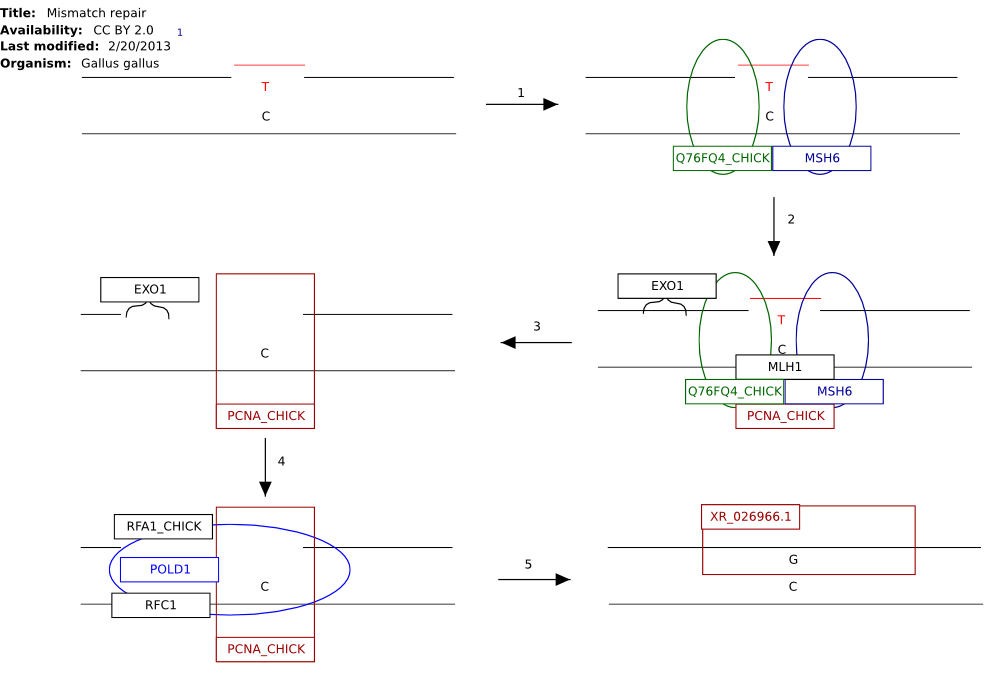 Title: Mismatch repair
Availability: CC BY 2.0 1
Last modified: 2/20/2013
Organism: Gallus gallus
T
C
1
T
C
Q76FQ4_CHICK MSH6
2
EXO1
C
PCNA_CHICK
3
EXO1
T
C
MLH1
Q76FQ4_CHICK MSH6
PCNA_CHICK
4
RFA1_CHICK
POLD1
C
RFC1
PCNA_CHICK
5
XR_026966.1
G
C